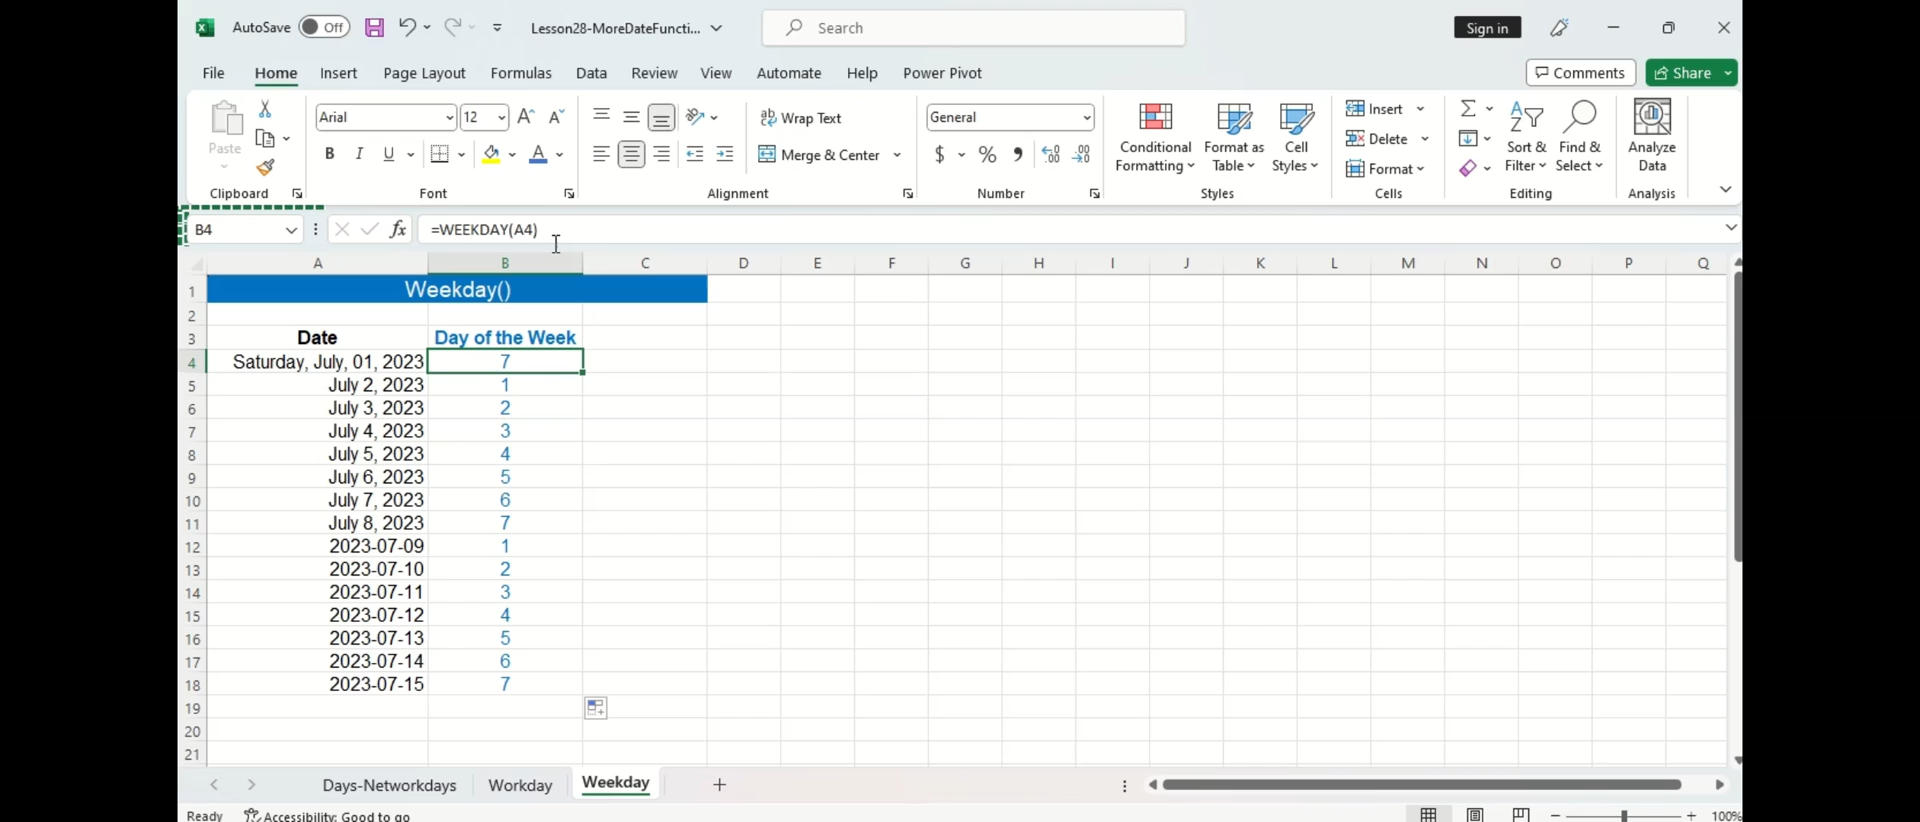 AutoSave Off Lesson28-MoreDateFuncti... Search Sign in
File Home Insert Page Layout Formulas Data Review View Automate Help Power Pivot Comments Share
Paste Arial 12 Wrap Text General Conditional Formatting Format as Table Cell Styles Insert Sort & Filter Find & Select Analyze Data
B I U Merge & Center $ % Delete
Format
Clipboard Font Alignment Number Styles Cells Editing Analysis
B4 fx =WEEKDAY(A4)
A B C D E F G H I J K L M N O P Q
1 Weekday()
2
3 Date Day of the Week
4 Saturday, July, 01, 2023 7
5 July 2, 2023 1
6 July 3, 2023 2
7 July 4, 2023 3
8 July 5, 2023 4
9 July 6, 2023 5
10 July 7, 2023 6
11 July 8, 2023 7
12 2023-07-09 1
13 2023-07-10 2
14 2023-07-11 3
15 2023-07-12 4
16 2023-07-13 5
17 2023-07-14 6
18 2023-07-15 7
19
20
21
Days-Networkdays Workday Weekday
Ready Accessibility: Good to go 100%